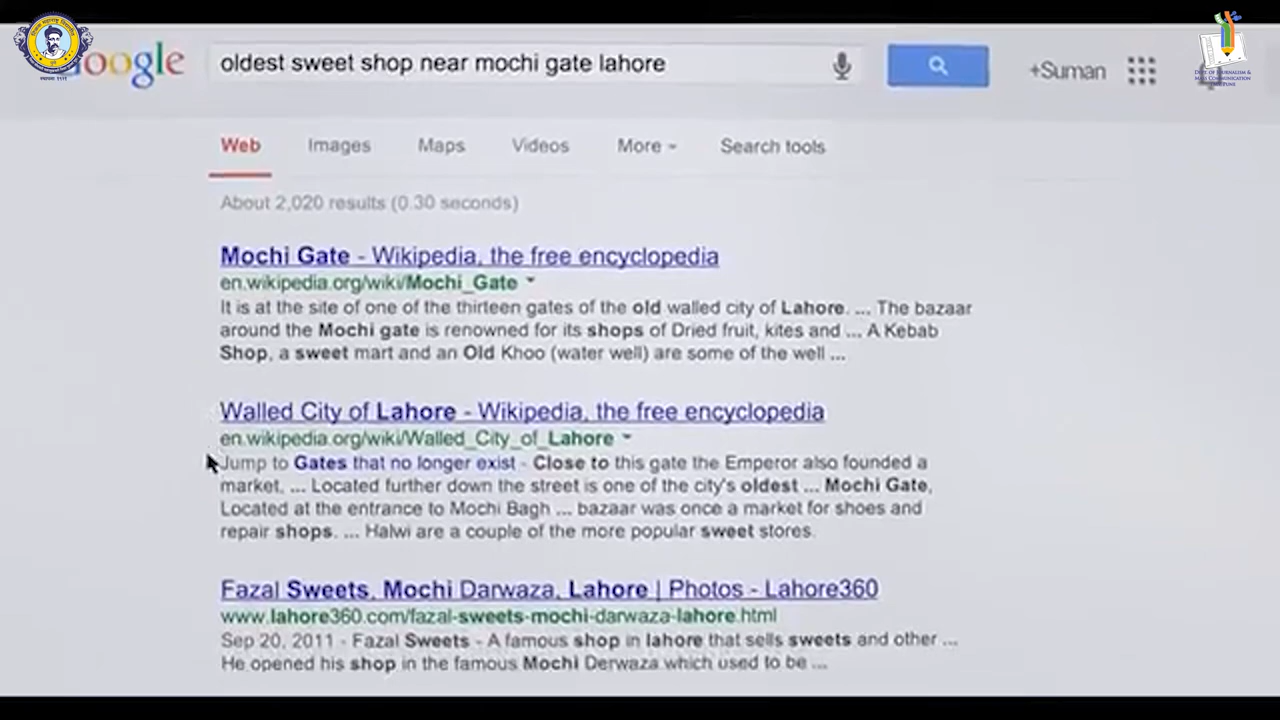 Google
oldest sweet shop near mochi gate lahore
+Suman
DEPT. OF JOURNALISM &
MASS COMMUNICATION
Web Images Maps Videos More Search tools
About 2,020 results (0.30 seconds)
Mochi Gate - Wikipedia, the free encyclopedia
en.wikipedia.org/wiki/Mochi_Gate
It is at the site of one of the thirteen gates of the old walled city of Lahore. ... The bazaar
around the Mochi gate is renowned for its shops of Dried fruit, kites and ... A Kebab
Shop, a sweet mart and an Old Khoo (water well) are some of the well ...
Walled City of Lahore - Wikipedia, the free encyclopedia
en.wikipedia.org/wiki/Walled_City_of_Lahore
Jump to Gates that no longer exist - Close to this gate the Emperor also founded a
market, ... Located further down the street is one of the city's oldest ... Mochi Gate,
Located at the entrance to Mochi Bagh ... bazaar was once a market for shoes and
repair shops. ... Halwi are a couple of the more popular sweet stores.
Fazal Sweets, Mochi Darwaza, Lahore | Photos - Lahore360
www.lahore360.com/fazal-sweets-mochi-darwaza-lahore.html
Sep 20, 2011 - Fazal Sweets - A famous shop in lahore that sells sweets and other ...
He opened his shop in the famous Mochi Derwaza which used to be ...